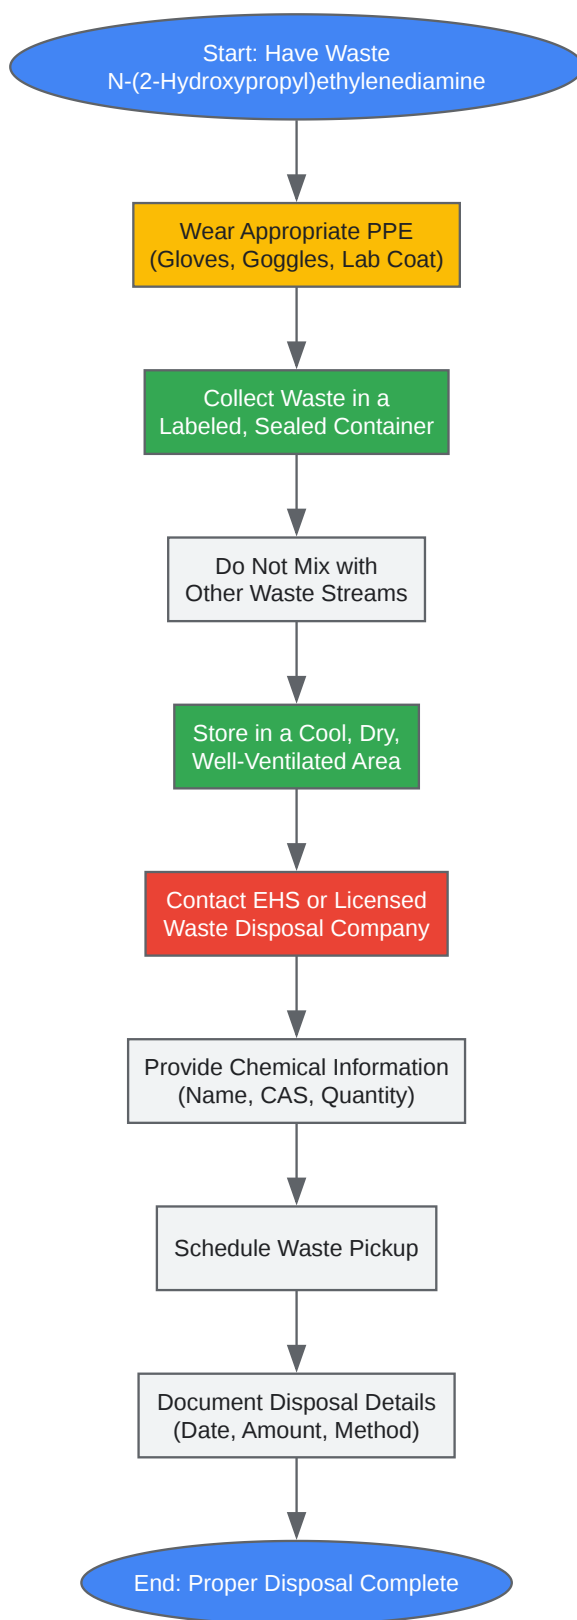 Start: Have Waste
N-(2-Hydroxypropyl)ethylenediamine
Wear Appropriate PPE
(Gloves, Goggles, Lab Coat)
Collect Waste in a
Labeled, Sealed Container
Do Not Mix with
Other Waste Streams
Store in a Cool, Dry,
Well-Ventilated Area
Contact EHS or Licensed
Waste Disposal Company
Provide Chemical Information
(Name, CAS, Quantity)
Schedule Waste Pickup
Document Disposal Details
(Date, Amount, Method)
End: Proper Disposal Complete